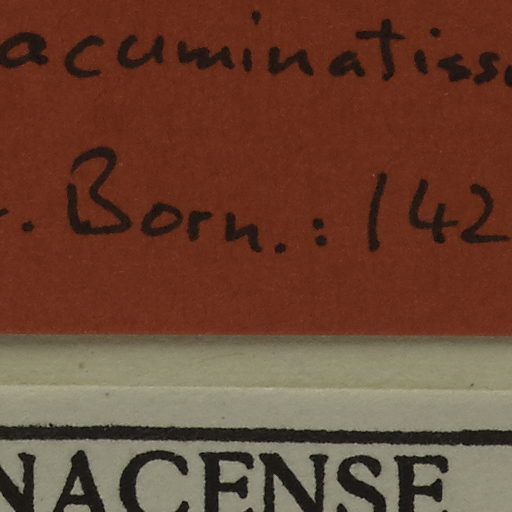 acuminatiss
. Born.: 142
NACENSE